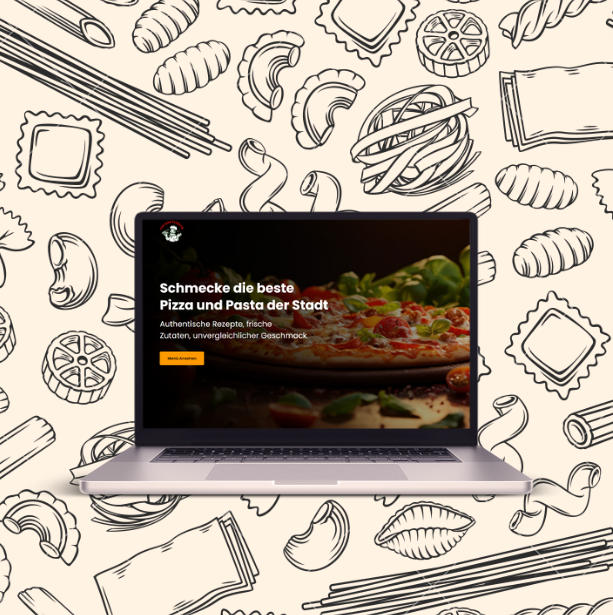 Schmecke die beste
Pizza und Pasta der Stadt
Authentische Rezepte, frische
Zutaten, unvergleichlicher Geschmack.
Menü Ansehen